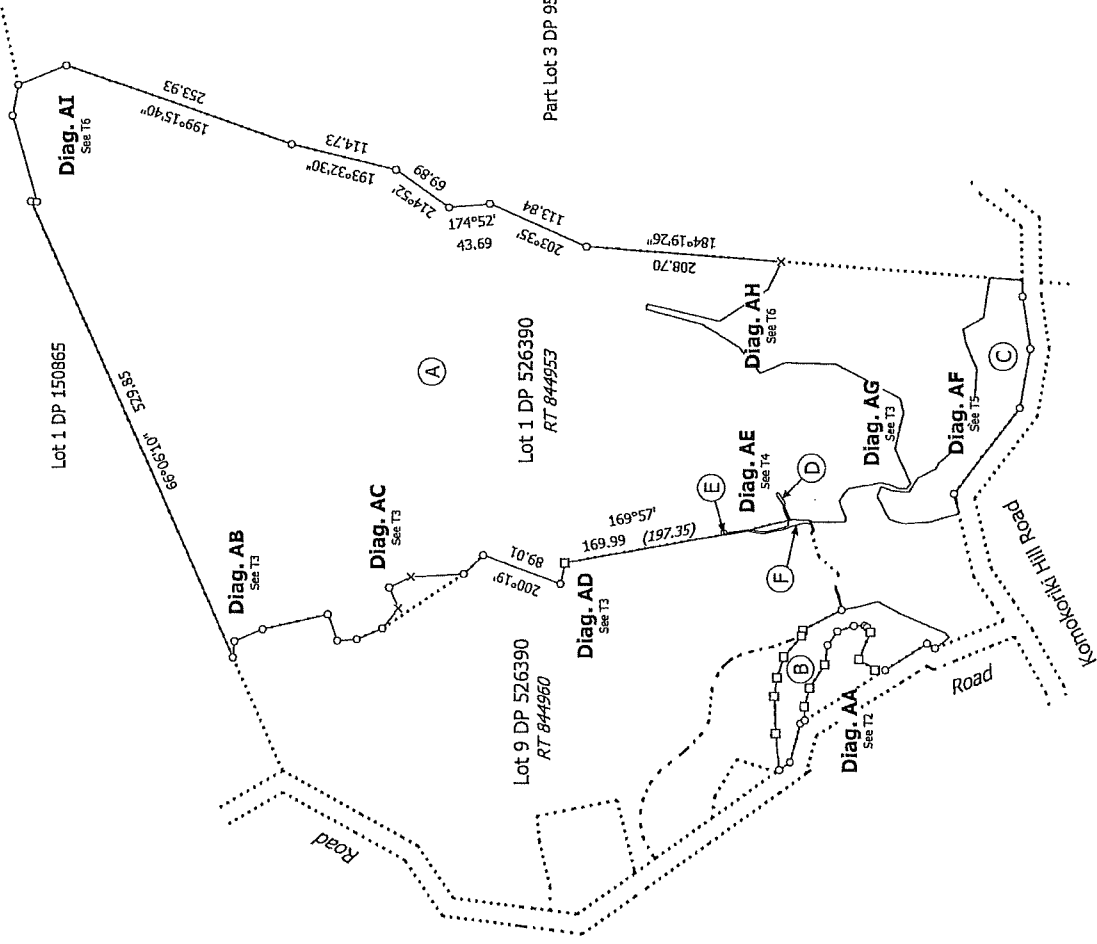 Lot 1 DP 150865
Diag. AI
See T6
253.93
199°15'40"
529.85
66°06'10"
114.73
193°32'30"
69.89
214°52'
174°52'
43.69
113.84
203°35'
Part Lot 3 DP 95
184°19'26"
208.70
Diag. AB
See T3
Diag. AC
See T3
A
Lot 1 DP 526390
RT 844953
Diag. AH
See T6
89.01
200°19'
Diag. AD
See T3
169°57'
169.99 (197.35)
E
Diag. AE
See T4
D
F
Diag. AG
See T3
Diag. AF
See T5
C
Lot 9 DP 526390
RT 844960
B
Diag. AA
See T2
Road
Road
Komokoriki Hill Road